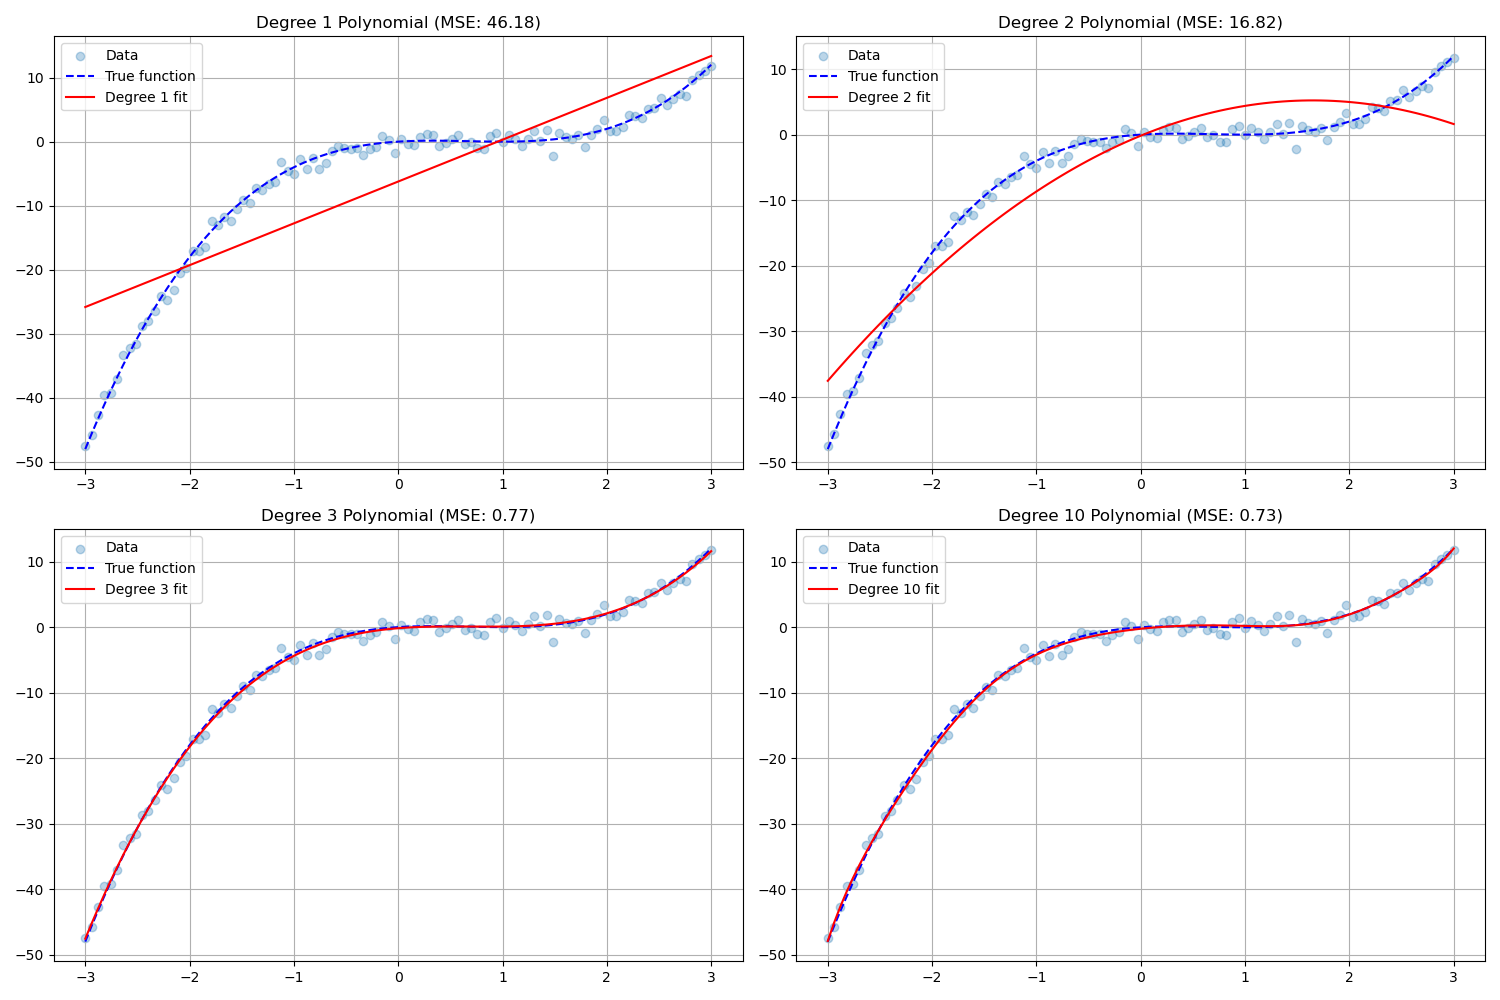 Degree 1 Polynomial (MSE: 46.18)
Data
True function
Degree 1 fit
10
0
−10
−20
−30
−40
−50
−3 −2 −1 0 1 2 3
Degree 2 Polynomial (MSE: 16.82)
Data
True function
Degree 2 fit
10
0
−10
−20
−30
−40
−50
−3 −2 −1 0 1 2 3
Degree 3 Polynomial (MSE: 0.77)
Data
True function
Degree 3 fit
10
0
−10
−20
−30
−40
−50
−3 −2 −1 0 1 2 3
Degree 10 Polynomial (MSE: 0.73)
Data
True function
Degree 10 fit
10
0
−10
−20
−30
−40
−50
−3 −2 −1 0 1 2 3